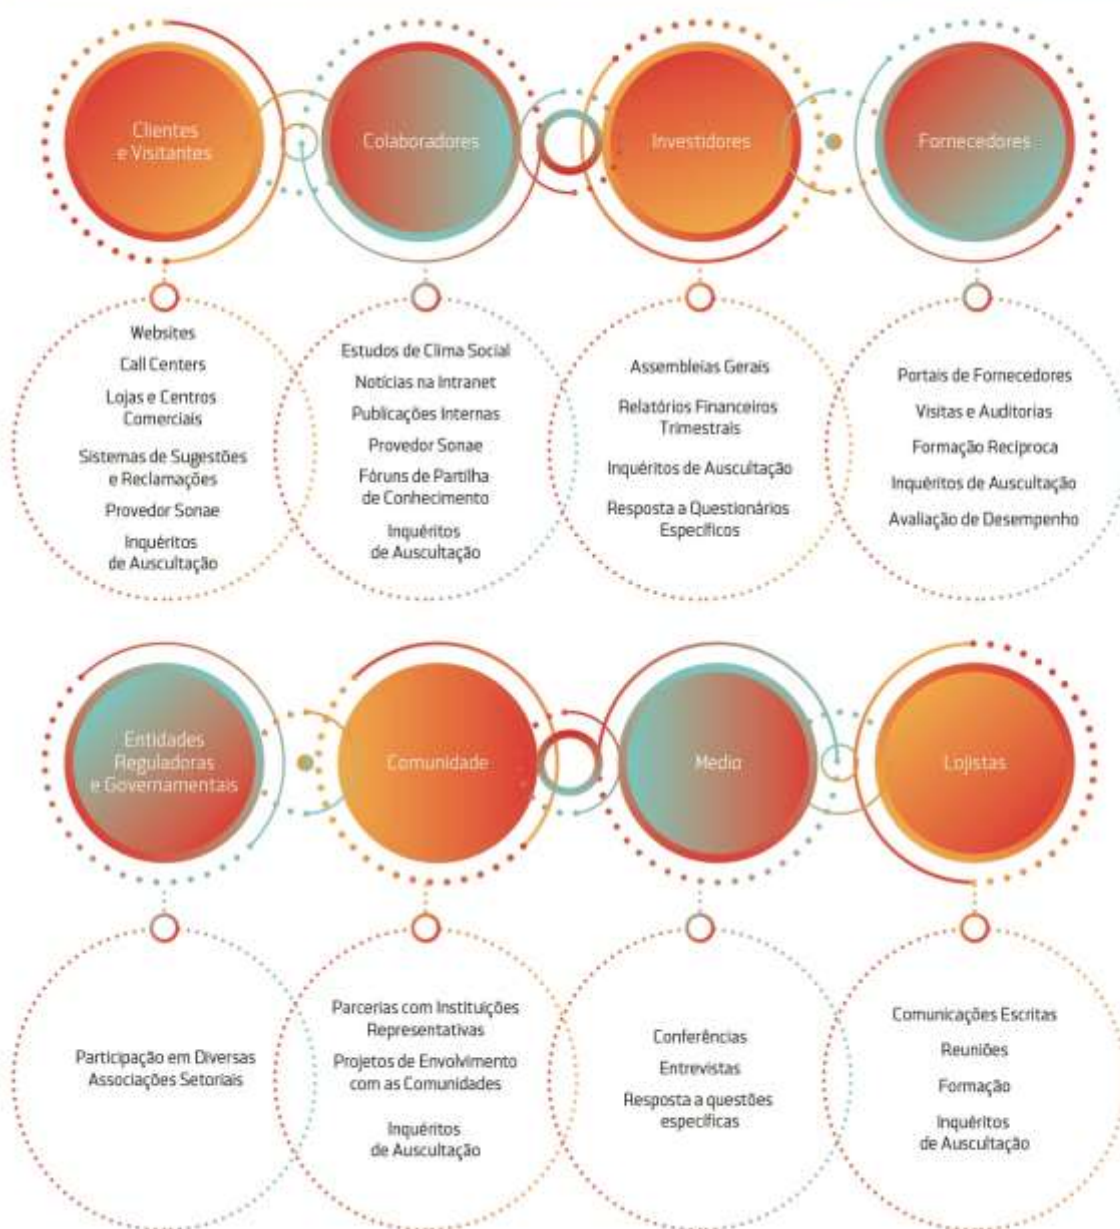 Clientes
e Visitantes
Colaboradores
Investidores
Fornecedores
Websites
Call Centers
Lojas e Centros
Comerciais
Sistemas de Sugestões
e Reclamações
Provedor Sonae
Inquéritos
de Auscultação
Estudos de Clima Social
Notícias na Intranet
Publicações Internas
Provedor Sonae
Fóruns de Partilha
de Conhecimento
Inquéritos
de Auscultação
Assembleias Gerais
Relatórios Financeiros
Trimestrais
Inquéritos de Auscultação
Resposta a Questionários
Específicos
Portais de Fornecedores
Visitas e Auditorias
Formação Recíproca
Inquéritos de Auscultação
Avaliação de Desempenho
Entidades
Reguladoras
e Governamentais
Comunidade
Media
Lojistas
Participação em Diversas
Associações Setoriais
Parcerias com Instituições
Representativas
Projetos de Envolvimento
com as Comunidades
Inquéritos
de Auscultação
Conferências
Entrevistas
Resposta a questões
específicas
Comunicações Escritas
Reuniões
Formação
Inquéritos
de Auscultação